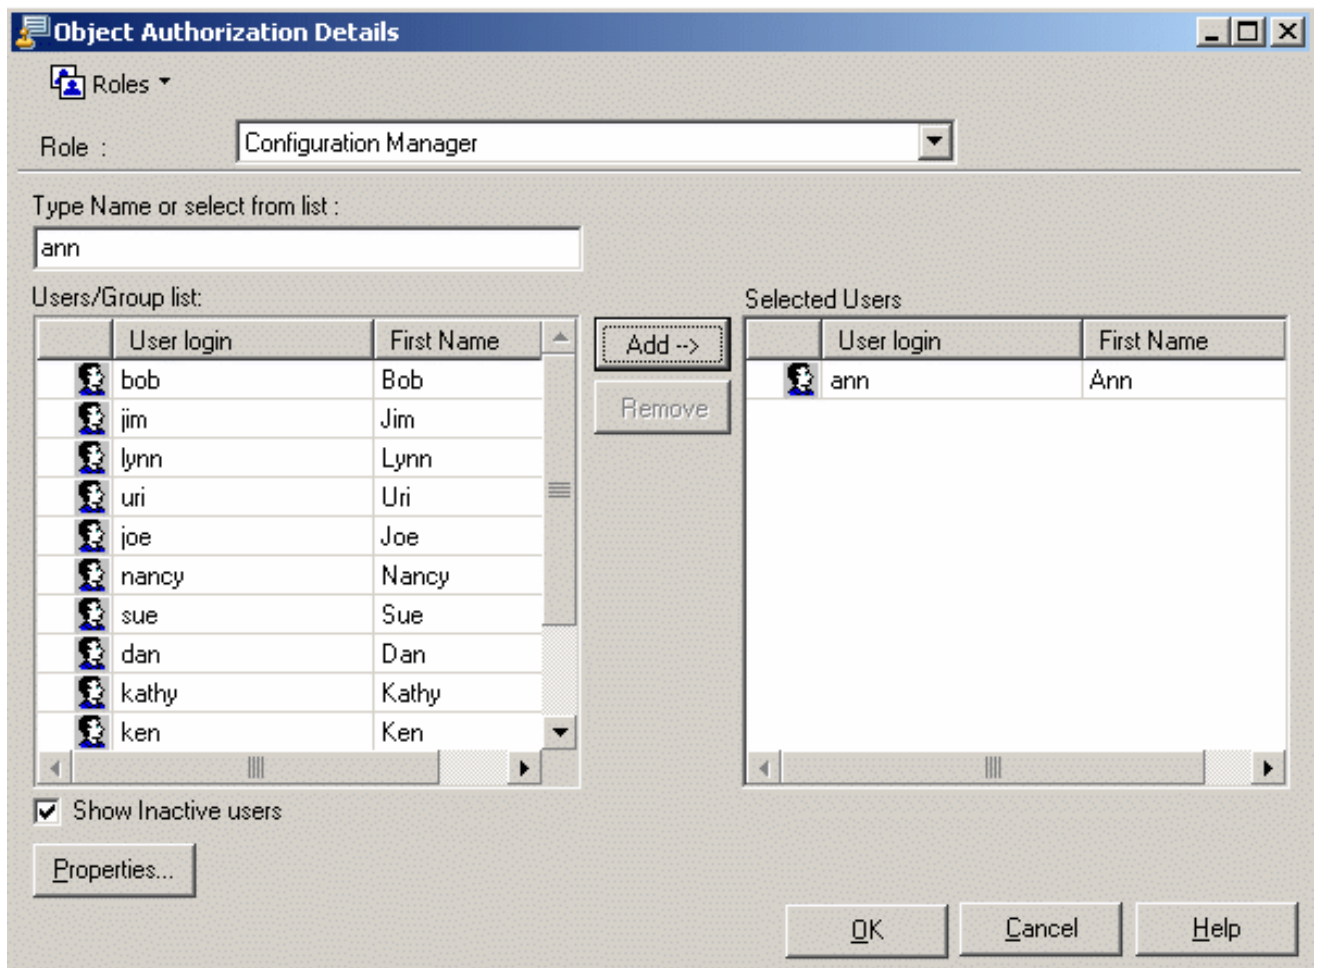 Object Authorization Details
Roles
Role :
Configuration Manager
Type Name or select from list :
ann
Users/Group list:
User login First Name
bob Bob
jim Jim
lynn Lynn
uri Uri
joe Joe
nancy Nancy
sue Sue
dan Dan
kathy Kathy
ken Ken
Add -->
Remove
Selected Users
User login First Name
ann Ann
Show Inactive users
Properties...
OK
Cancel
Help